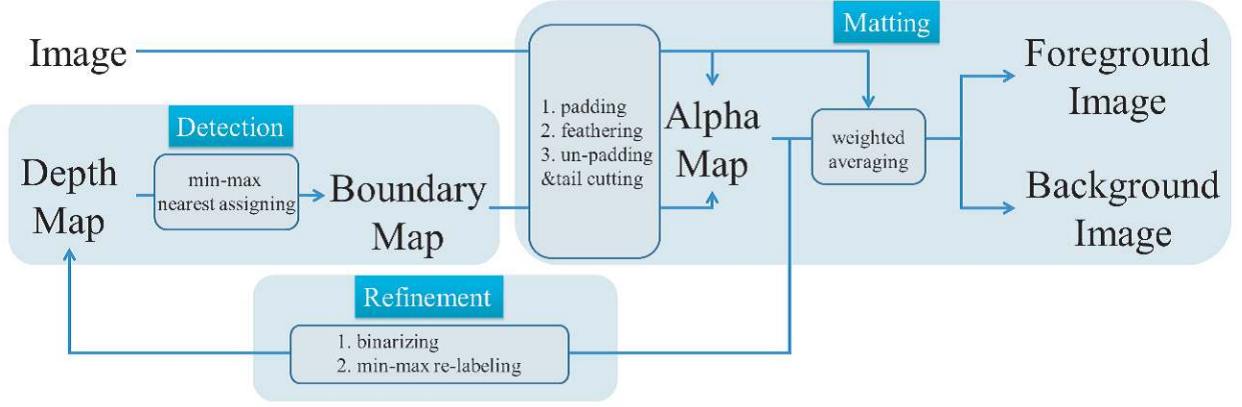 Image
Detection
Depth
Map
min-max
nearest assigning
Boundary
Map
Matting
1. padding
2. feathering
3. un-padding
&tail cutting
Alpha
Map
weighted
averaging
Foreground
Image
Background
Image
Refinement
1. binarizing
2. min-max re-labeling